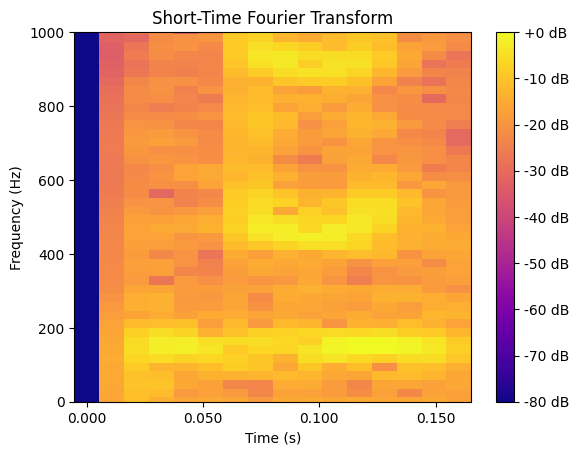 Short-Time Fourier Transform
Frequency (Hz)
1000
800
600
400
200
0
0.000
0.050
0.100
0.150
Time (s)
+0 dB
-10 dB
-20 dB
-30 dB
-40 dB
-50 dB
-60 dB
-70 dB
-80 dB